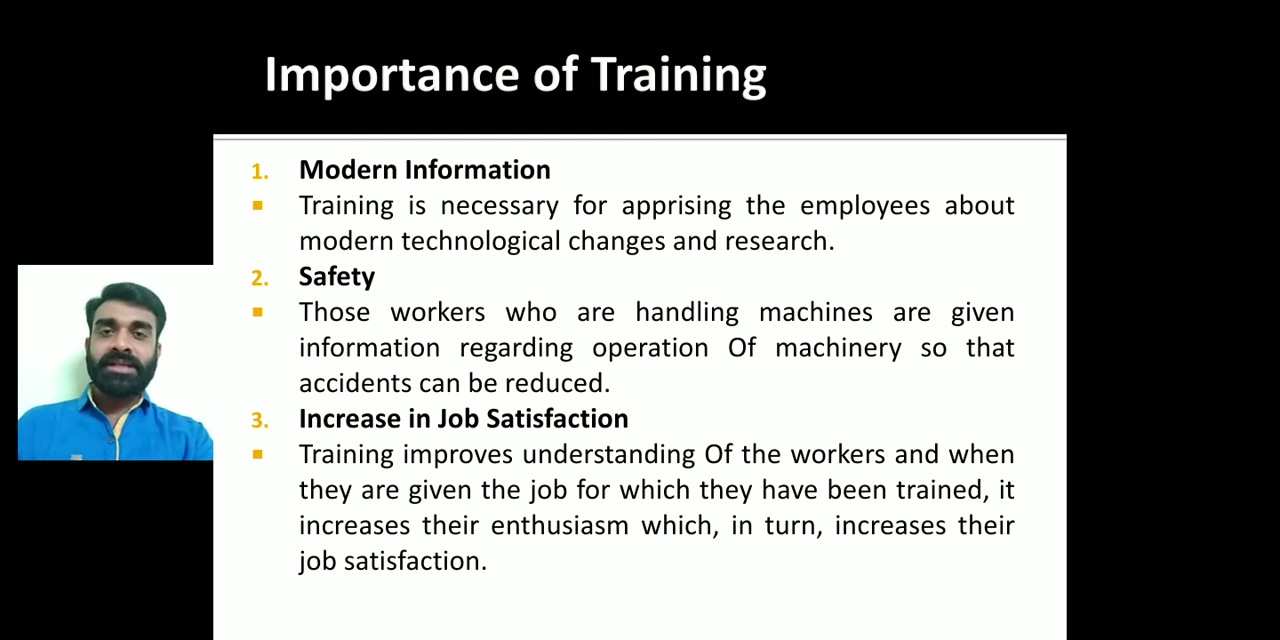 Importance of Training
1. Modern Information
▪ Training is necessary for apprising the employees about
modern technological changes and research.
2. Safety
▪ Those workers who are handling machines are given
information regarding operation Of machinery so that
accidents can be reduced.
3. Increase in Job Satisfaction
▪ Training improves understanding Of the workers and when
they are given the job for which they have been trained, it
increases their enthusiasm which, in turn, increases their
job satisfaction.